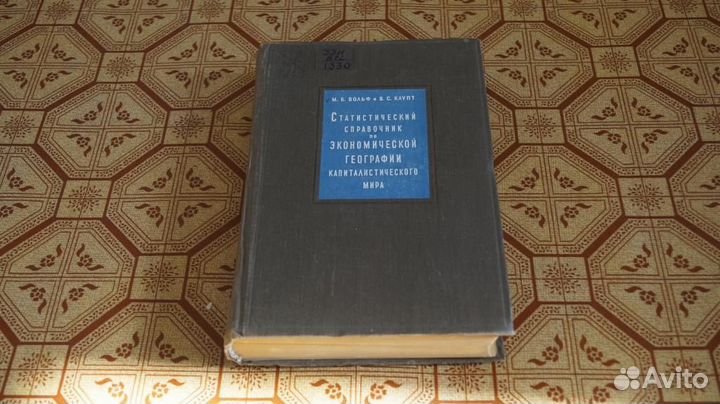 М. Б. ВОЛЬФ и В. С. КЛУПТ
СТАТИСТИЧЕСКИЙ
СПРАВОЧНИК
ПО
ЭКОНОМИЧЕСКОЙ
ГЕОГРАФИИ
КАПИТАЛИСТИЧЕСКОГО
МИРА
Avito